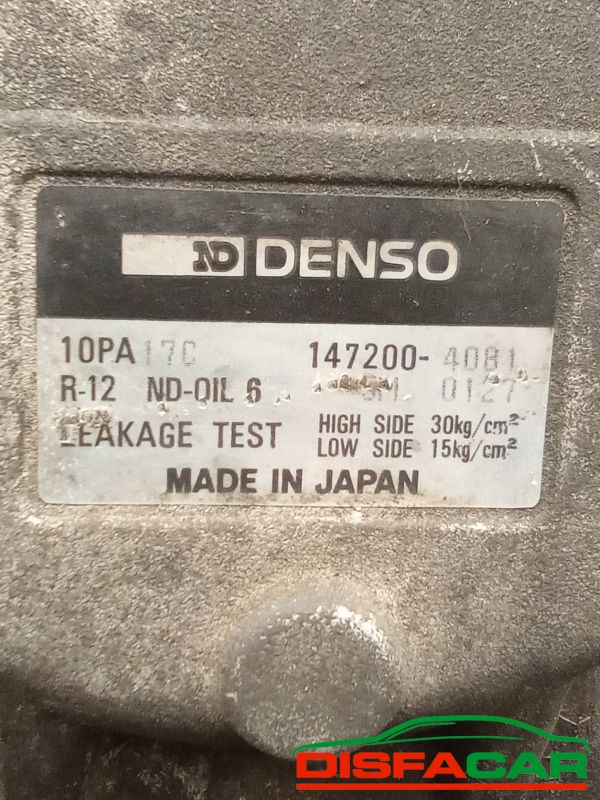 ND DENSO
10PA17C 147200-4081
R-12 ND-OIL 6 0127
LEAKAGE TEST HIGH SIDE 30kg/cm²
LOW SIDE 15kg/cm²
MADE IN JAPAN
DISFACAR